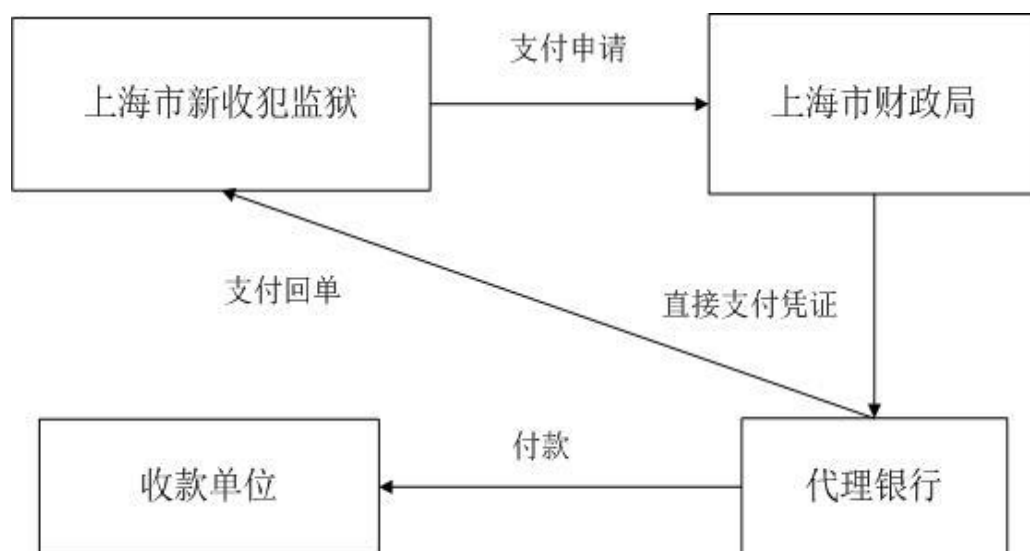 支付申请
上海市新收犯监狱
上海市财政局
支付回单
直接支付凭证
付款
收款单位
代理银行